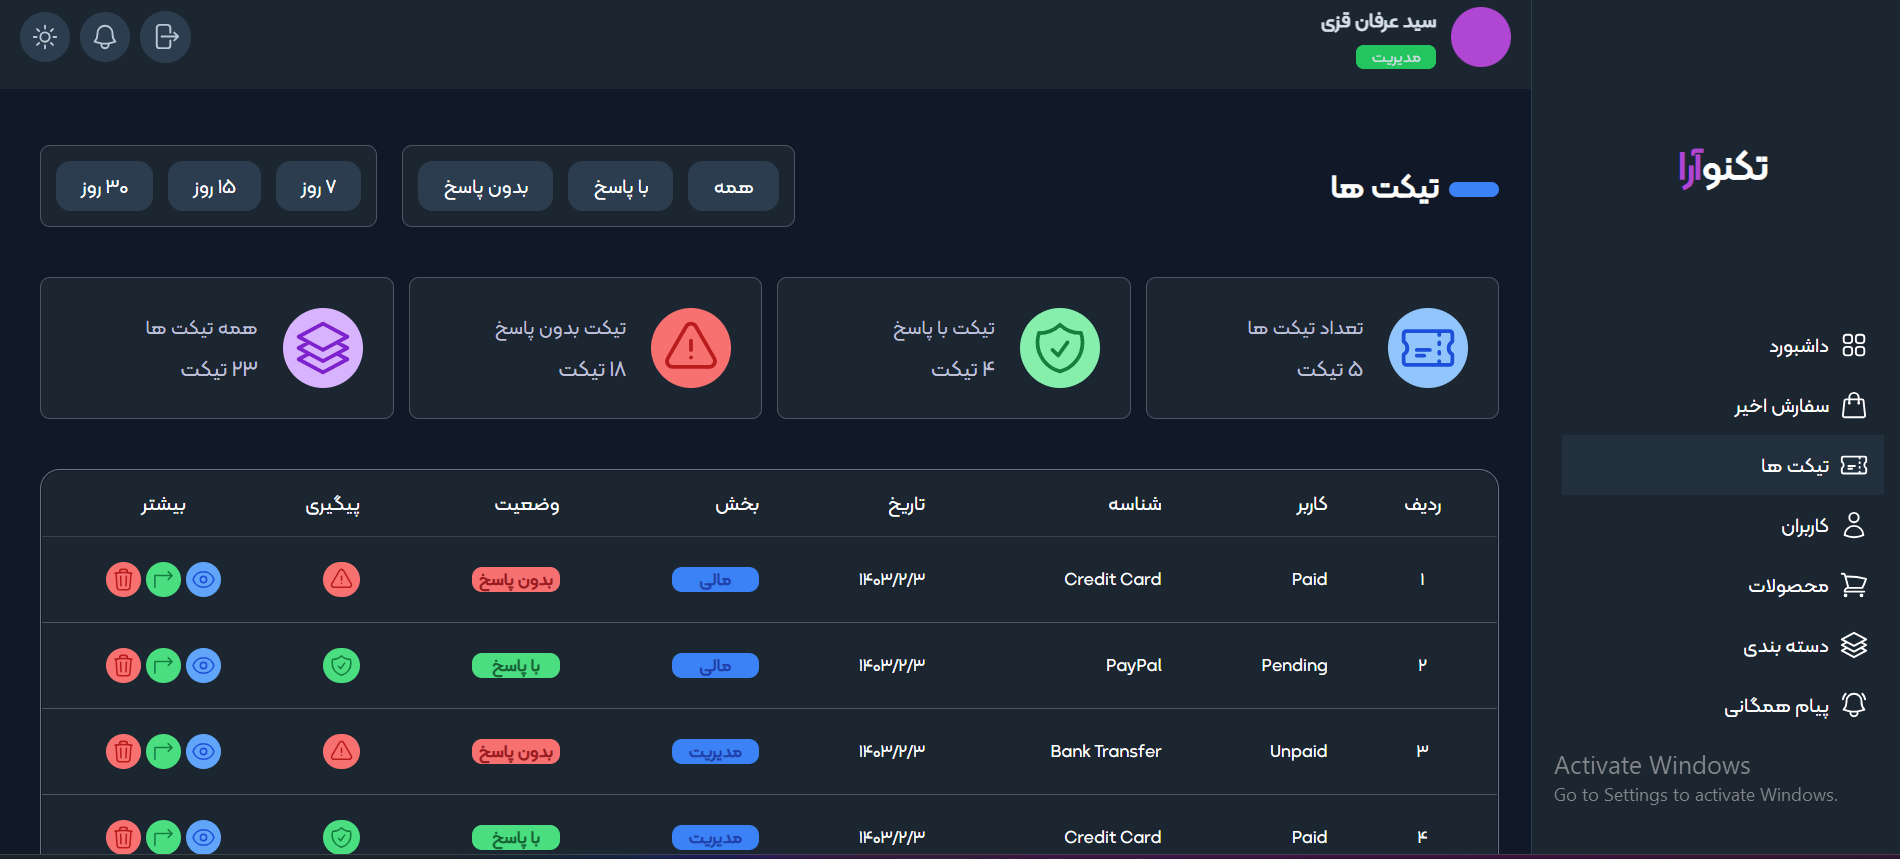 سید عرفان قزی
مدیریت
تکنوآرا
داشبورد
سفارش اخیر
تیکت ها
کاربران
محصولات
دسته بندی
پیام همگانی
Activate Windows
Go to Settings to activate Windows.
تیکت ها
همه با پاسخ بدون پاسخ ۷ روز ۱۵ روز ۳۰ روز
تعداد تیکت ها
۵ تیکت
تیکت با پاسخ
۴ تیکت
تیکت بدون پاسخ
۱۸ تیکت
همه تیکت ها
۲۳ تیکت
ردیف کاربر شناسه تاریخ بخش وضعیت پیگیری بیشتر
۱ Paid Credit Card ۱۴۰۳/۲/۳ مالی بدون پاسخ
۲ Pending PayPal ۱۴۰۳/۲/۳ مالی با پاسخ
۳ Unpaid Bank Transfer ۱۴۰۳/۲/۳ مدیریت بدون پاسخ
۴ Paid Credit Card ۱۴۰۳/۲/۳ مدیریت با پاسخ